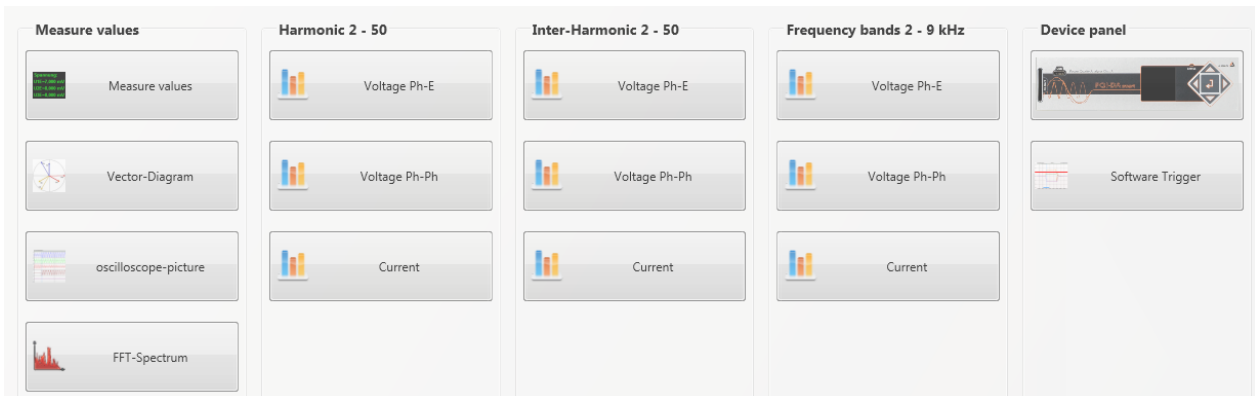 Measure values
Measure values
Vector-Diagram
oscilloscope-picture
FFT-Spectrum
Harmonic 2 - 50
Voltage Ph-E
Voltage Ph-Ph
Current
Inter-Harmonic 2 - 50
Voltage Ph-E
Voltage Ph-Ph
Current
Frequency bands 2 - 9 kHz
Voltage Ph-E
Voltage Ph-Ph
Current
Device panel
Software Trigger